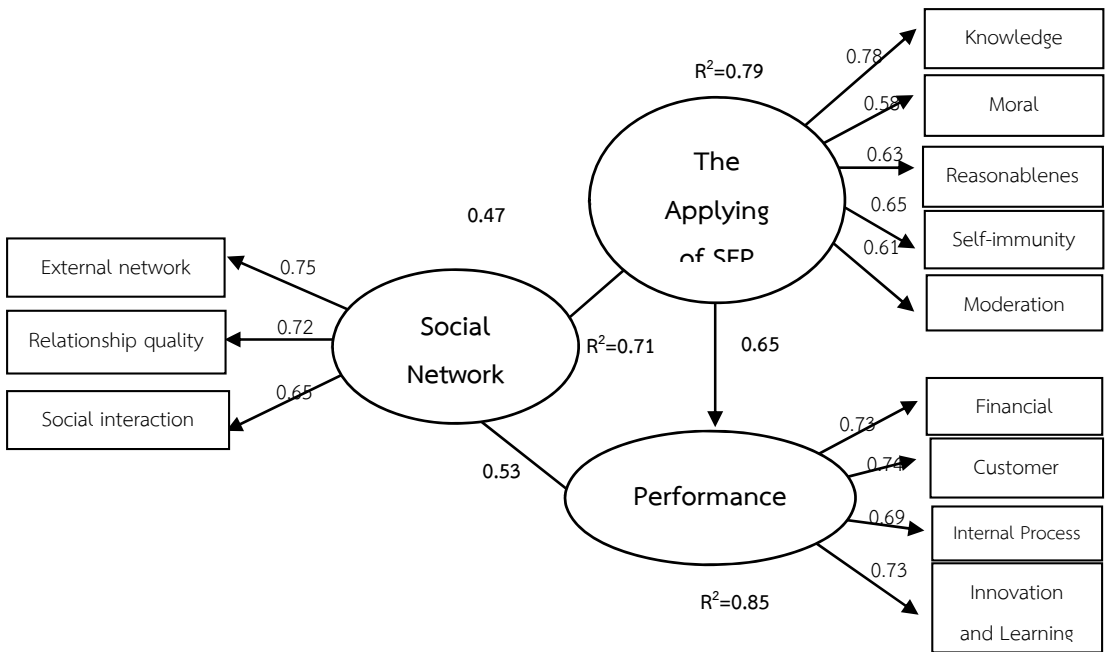 Knowledge
0.78
R²=0.79
Moral
0.58
The
Applying
of SEP
0.63
Reasonablenes
0.65
Self-immunity
0.61
Moderation
0.47
External network
0.75
Relationship quality
0.72
Social interaction
0.65
Social
Network
R²=0.71
0.65
0.53
Performance
R²=0.85
Financial
0.73
Customer
0.74
Internal Process
0.69
Innovation
and Learning
0.73